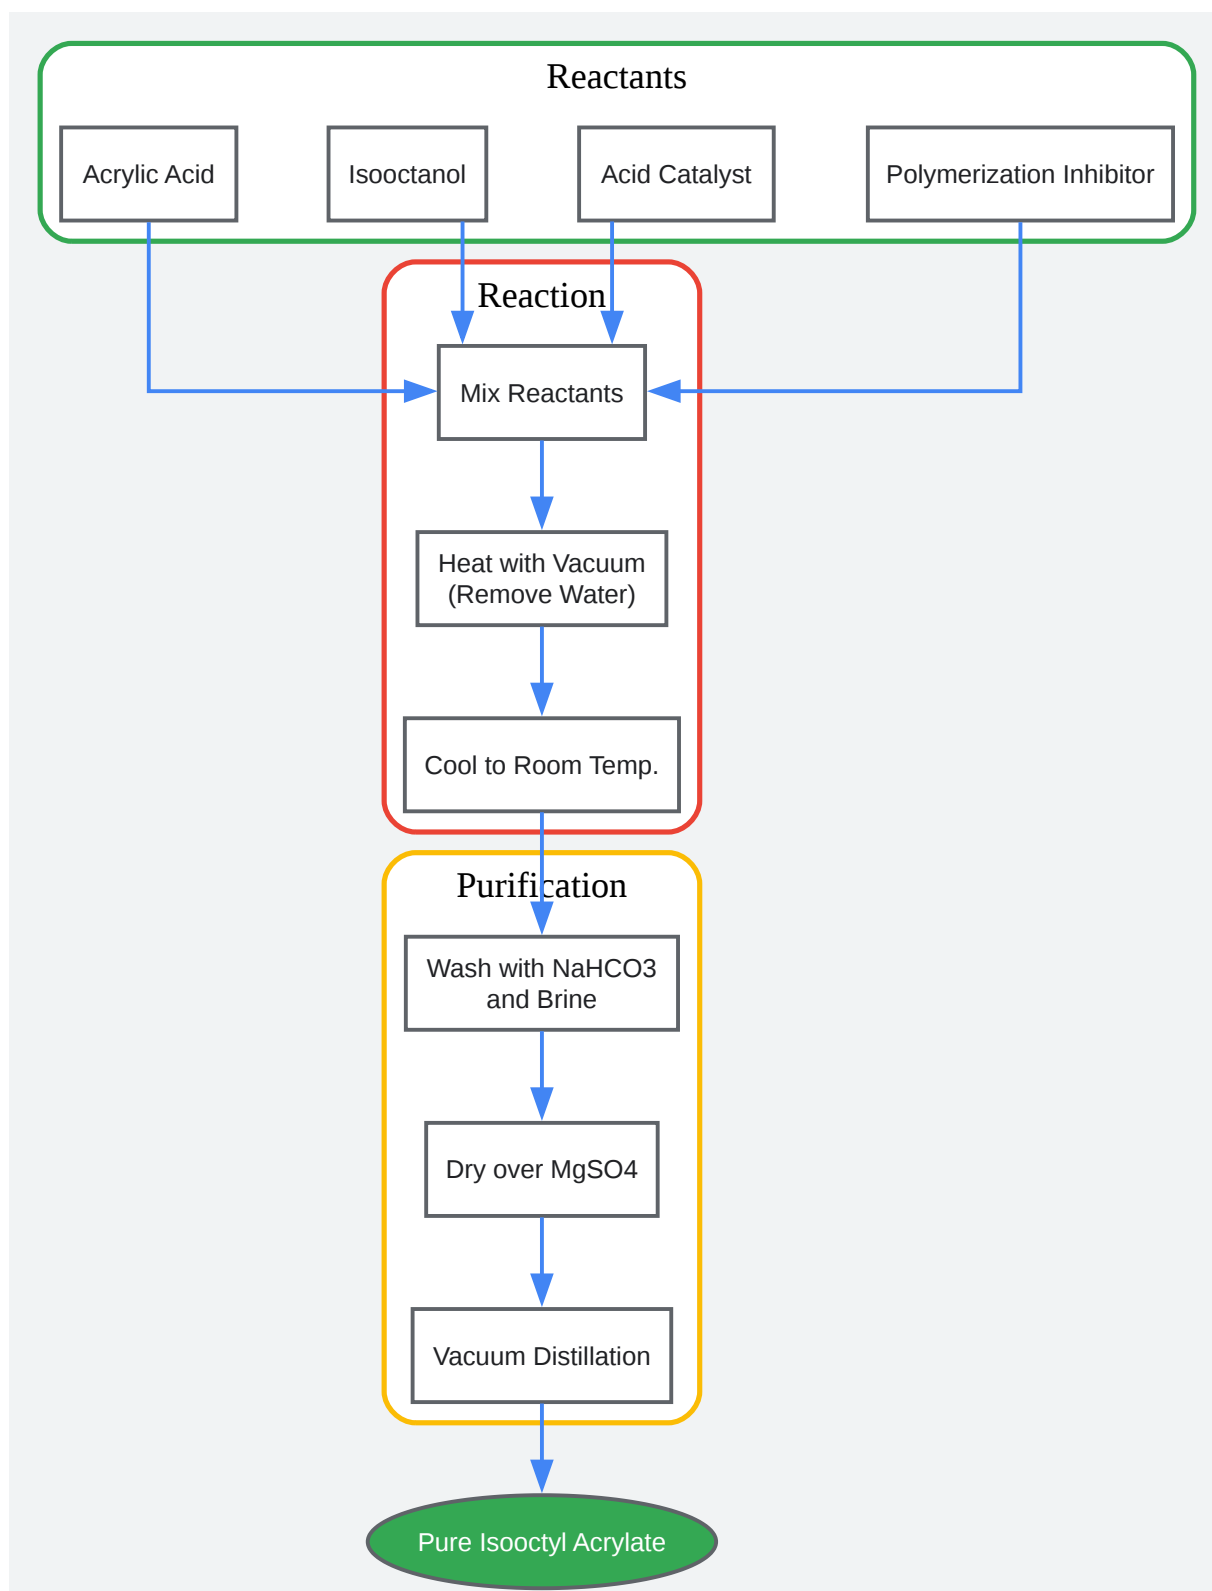 Reactants
Acrylic Acid
Isooctanol
Acid Catalyst
Polymerization Inhibitor
Reaction
Mix Reactants
Heat with Vacuum
(Remove Water)
Cool to Room Temp.
Purification
Wash with NaHCO3
and Brine
Dry over MgSO4
Vacuum Distillation
Pure Isooctyl Acrylate